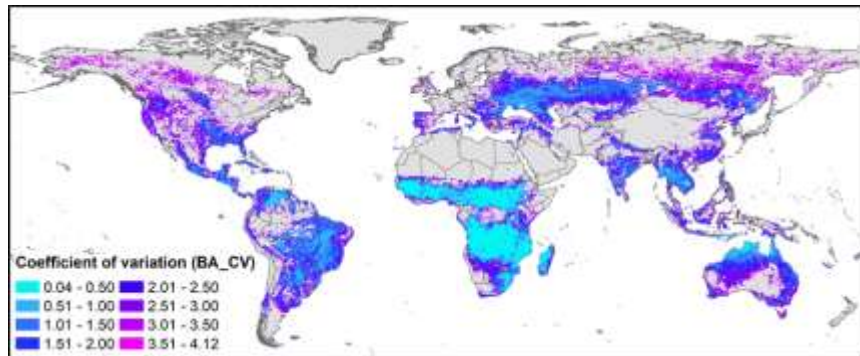 Coefficient of variation (BA_CV)
0.04 - 0.50 2.01 - 2.50
0.51 - 1.00 2.51 - 3.00
1.01 - 1.50 3.01 - 3.50
1.51 - 2.00 3.51 - 4.12